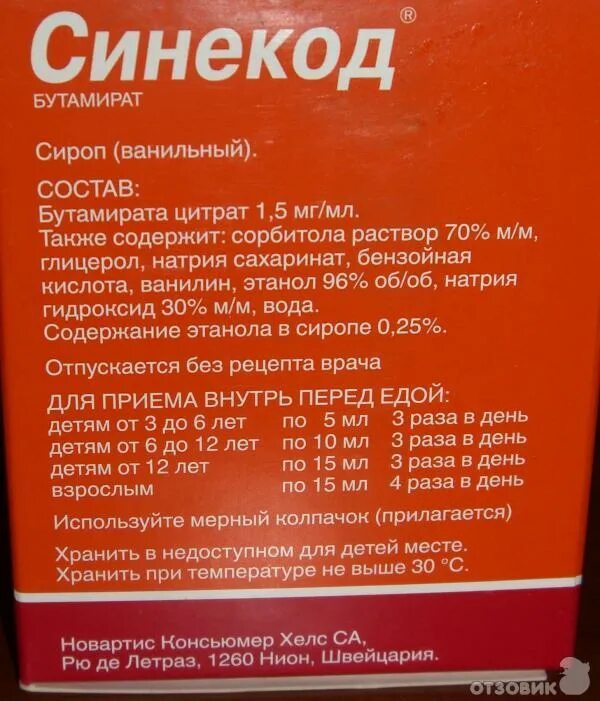 Синекод®
БУТАМИРАТ
Сироп (ванильный).
СОСТАВ:
Бутамирата цитрат 1,5 мг/мл.
Также содержит: сорбитола раствор 70% м/м,
глицерол, натрия сахаринат, бензойная
кислота, ванилин, этанол 96% об/об, натрия
гидроксид 30% м/м, вода.
Содержание этанола в сиропе 0,25%.
Отпускается без рецепта врача
ДЛЯ ПРИЕМА ВНУТРЬ ПЕРЕД ЕДОЙ:
детям от 3 до 6 лет по 5 мл 3 раза в день
детям от 6 до 12 лет по 10 мл 3 раза в день
детям от 12 лет по 15 мл 3 раза в день
взрослым по 15 мл 4 раза в день
Используйте мерный колпачок (прилагается)
Хранить в недоступном для детей месте.
Хранить при температуре не выше 30 °С.
Новартис Консьюмер Хелс СА,
Рю де Летраз, 1260 Нион, Швейцария.
ОТЗОВИК